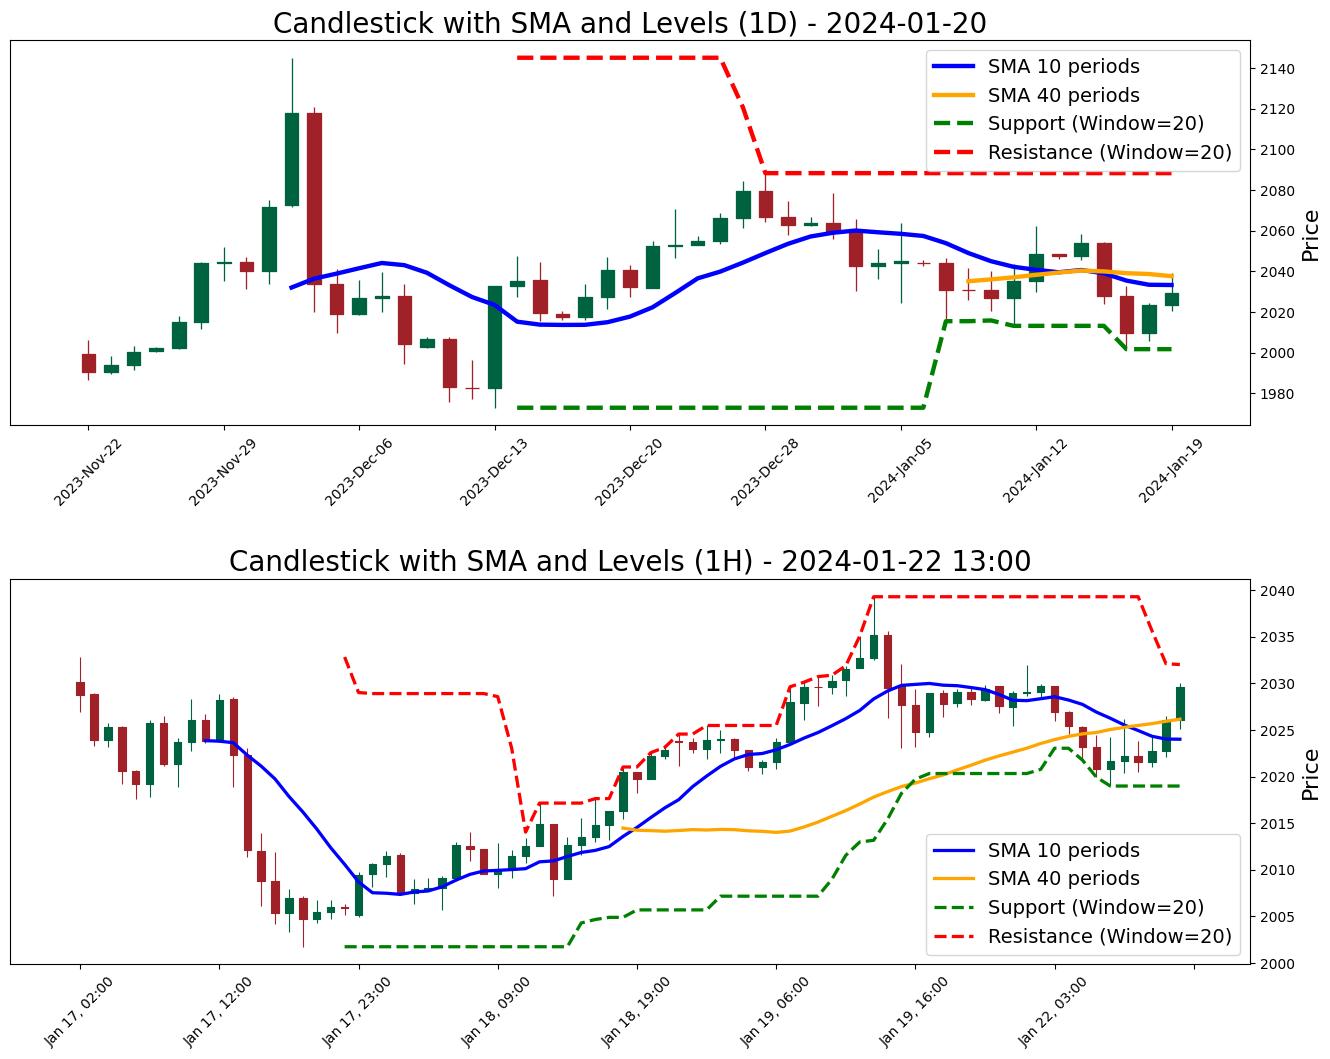 Candlestick with SMA and Levels (1D) - 2024-01-20
SMA 10 periods
SMA 40 periods
Support (Window=20)
Resistance (Window=20)
2140
2120
2100
2080
2060
2040
2020
2000
1980
Price
2023-Nov-22
2023-Nov-29
2023-Dec-06
2023-Dec-13
2023-Dec-20
2023-Dec-28
2024-Jan-05
2024-Jan-12
2024-Jan-19
Candlestick with SMA and Levels (1H) - 2024-01-22 13:00
2040
2035
2030
2025
2020
2015
2010
2005
2000
Price
SMA 10 periods
SMA 40 periods
Support (Window=20)
Resistance (Window=20)
Jan 17, 02:00
Jan 17, 12:00
Jan 17, 23:00
Jan 18, 09:00
Jan 18, 19:00
Jan 19, 06:00
Jan 19, 16:00
Jan 22, 03:00